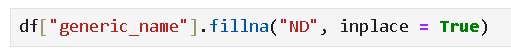 df["generic_name"].fillna("ND", inplace = True)